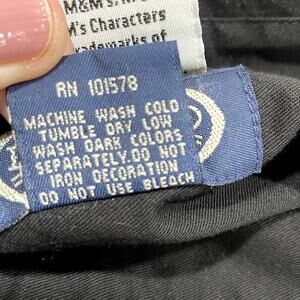 M&M's
M's Characters
trademarks of
RN 101578
MACHINE WASH COLD
TUMBLE DRY LOW
WASH DARK COLORS
SEPARATELY.DO NOT
IRON DECORATION
DO NOT USE BLEACH